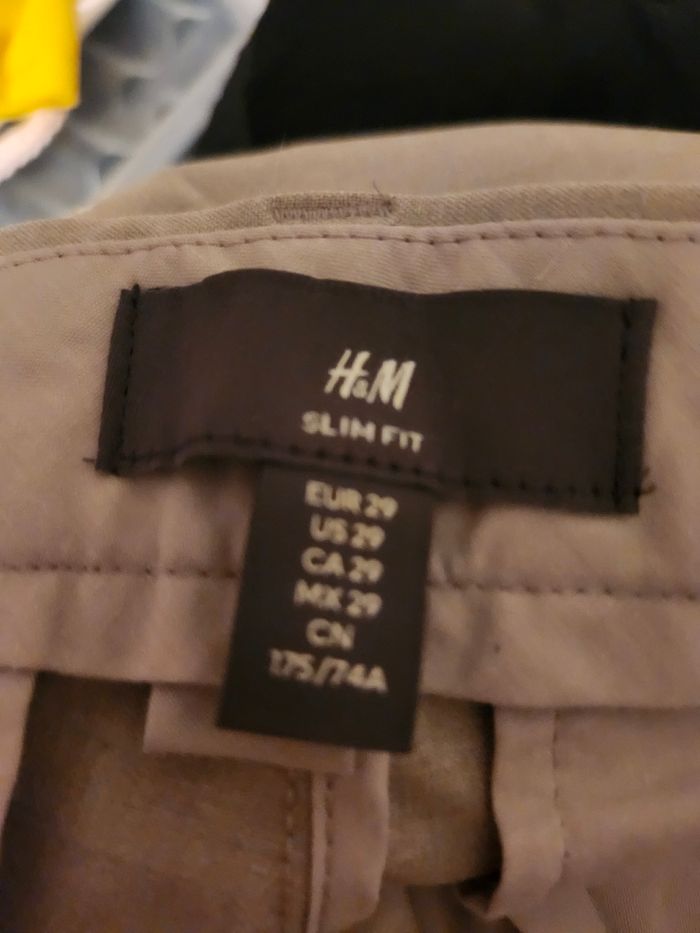 H&M
SLIM FIT
EUR 29
US 29
CA 29
MX 29
CN
175/74A